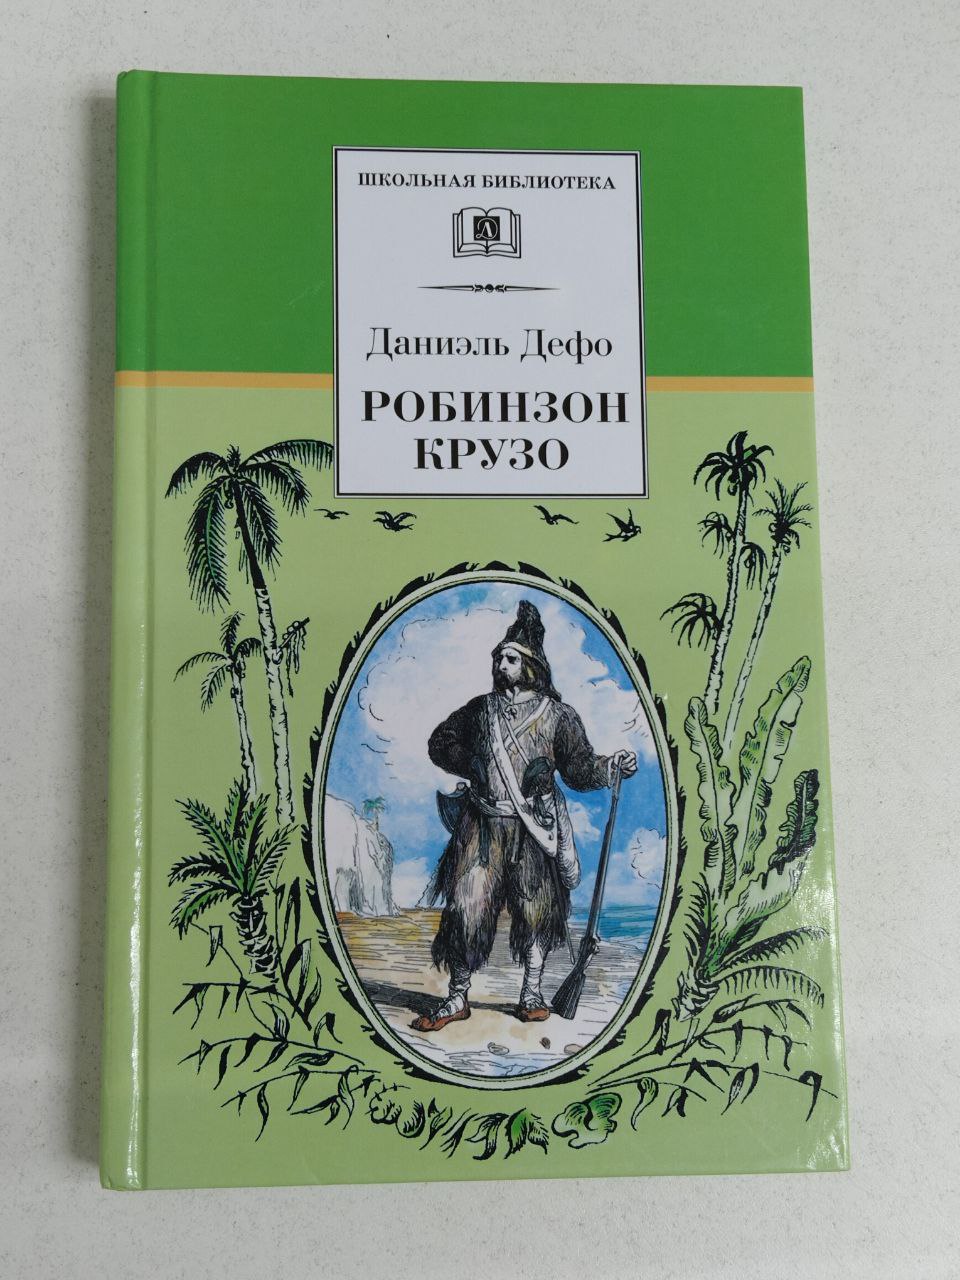 ШКОЛЬНАЯ БИБЛИОТЕКА
Д
Даниэль Дефо
РОБИНЗОН
КРУЗО